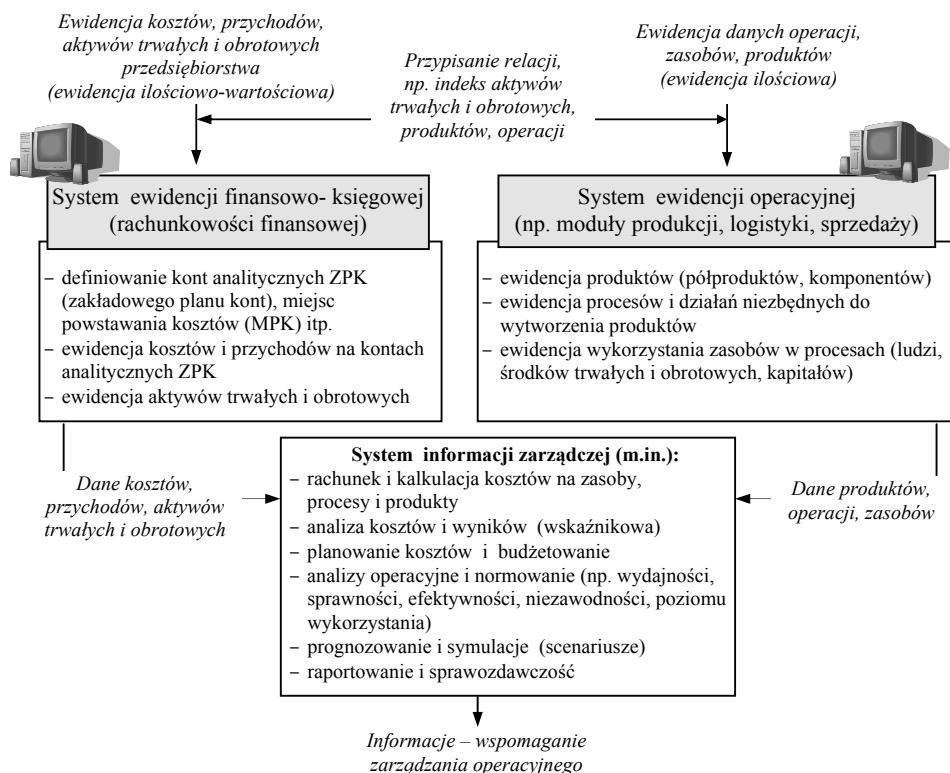 Ewidencja kosztów, przychodów,
aktywów trwałych i obrotowych
przedsiębiorstwa
(ewidencja ilościowo-wartościowa)
Przypisanie relacji,
np. indeks aktywów
trwałych i obrotowych,
produktów, operacji
Ewidencja danych operacji,
zasobów, produktów
(ewidencja ilościowa)
System ewidencji finansowo- księgowej
(rachunkowości finansowej)
– definiowanie kont analitycznych ZPK
(zakładowego planu kont), miejsc
powstawania kosztów (MPK) itp.
– ewidencja kosztów i przychodów na kontach
analitycznych ZPK
– ewidencja aktywów trwałych i obrotowych
System ewidencji operacyjnej
(np. moduły produkcji, logistyki, sprzedaży)
– ewidencja produktów (półproduktów, komponentów)
– ewidencja procesów i działań niezbędnych do
wytworzenia produktów
– ewidencja wykorzystania zasobów w procesach (ludzi,
środków trwałych i obrotowych, kapitałów)
Dane kosztów,
przychodów, aktywów
trwałych i obrotowych
System informacji zarządczej (m.in.):
– rachunek i kalkulacja kosztów na zasoby,
procesy i produkty
– analiza kosztów i wyników (wskaźnikowa)
– planowanie kosztów i budżetowanie
– analizy operacyjne i normowanie (np. wydajności,
sprawności, efektywności, niezawodności, poziomu
wykorzystania)
– prognozowanie i symulacje (scenariusze)
– raportowanie i sprawozdawczość
Dane produktów,
operacji, zasobów
Informacje – wspomaganie
zarządzania operacyjnego